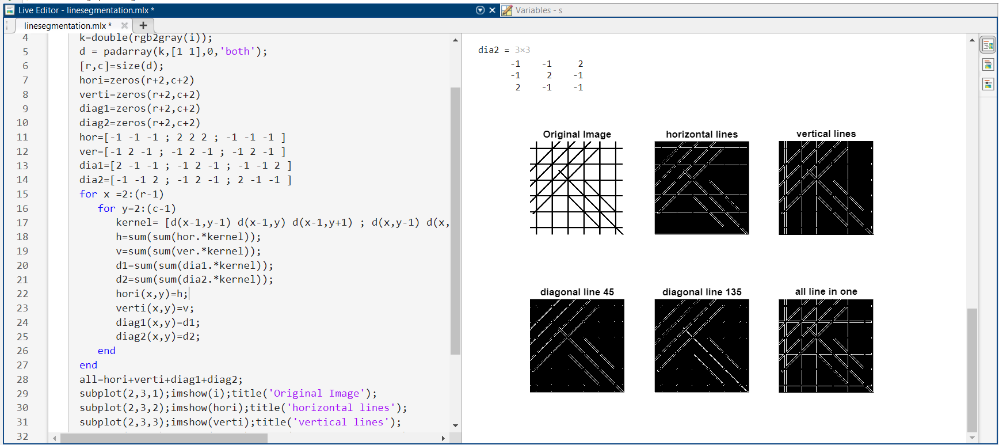 Live Editor - linesegmentation.mlx *
Variables - s
linesegmentation.mlx *
4 k=double(rgb2gray(i));
5 d = padarray(k,[1 1],0,'both');
6 [r,c]=size(d);
7 hori=zeros(r+2,c+2)
8 verti=zeros(r+2,c+2)
9 diag1=zeros(r+2,c+2)
10 diag2=zeros(r+2,c+2)
11 hor=[-1 -1 -1 ; 2 2 2 ; -1 -1 -1 ]
12 ver=[-1 2 -1 ; -1 2 -1 ; -1 2 -1 ]
13 dia1=[2 -1 -1 ; -1 2 -1 ; -1 -1 2 ]
14 dia2=[-1 -1 2 ; -1 2 -1 ; 2 -1 -1 ]
15 for x =2:(r-1)
16 for y=2:(c-1)
17 kernel= [d(x-1,y-1) d(x-1,y) d(x-1,y+1) ; d(x,y-1) d(x,
18 h=sum(sum(hor.*kernel));
19 v=sum(sum(ver.*kernel));
20 d1=sum(sum(dia1.*kernel));
21 d2=sum(sum(dia2.*kernel));
22 hori(x,y)=h;
23 verti(x,y)=v;
24 diag1(x,y)=d1;
25 diag2(x,y)=d2;
26 end
27 end
28 all=hori+verti+diag1+diag2;
29 subplot(2,3,1);imshow(i);title('Original Image');
30 subplot(2,3,2);imshow(hori);title('horizontal lines');
31 subplot(2,3,3);imshow(verti);title('vertical lines');
32
dia2 = 3×3
-1 -1 2
-1 2 -1
2 -1 -1
Original Image
horizontal lines
vertical lines
diagonal line 45
diagonal line 135
all line in one